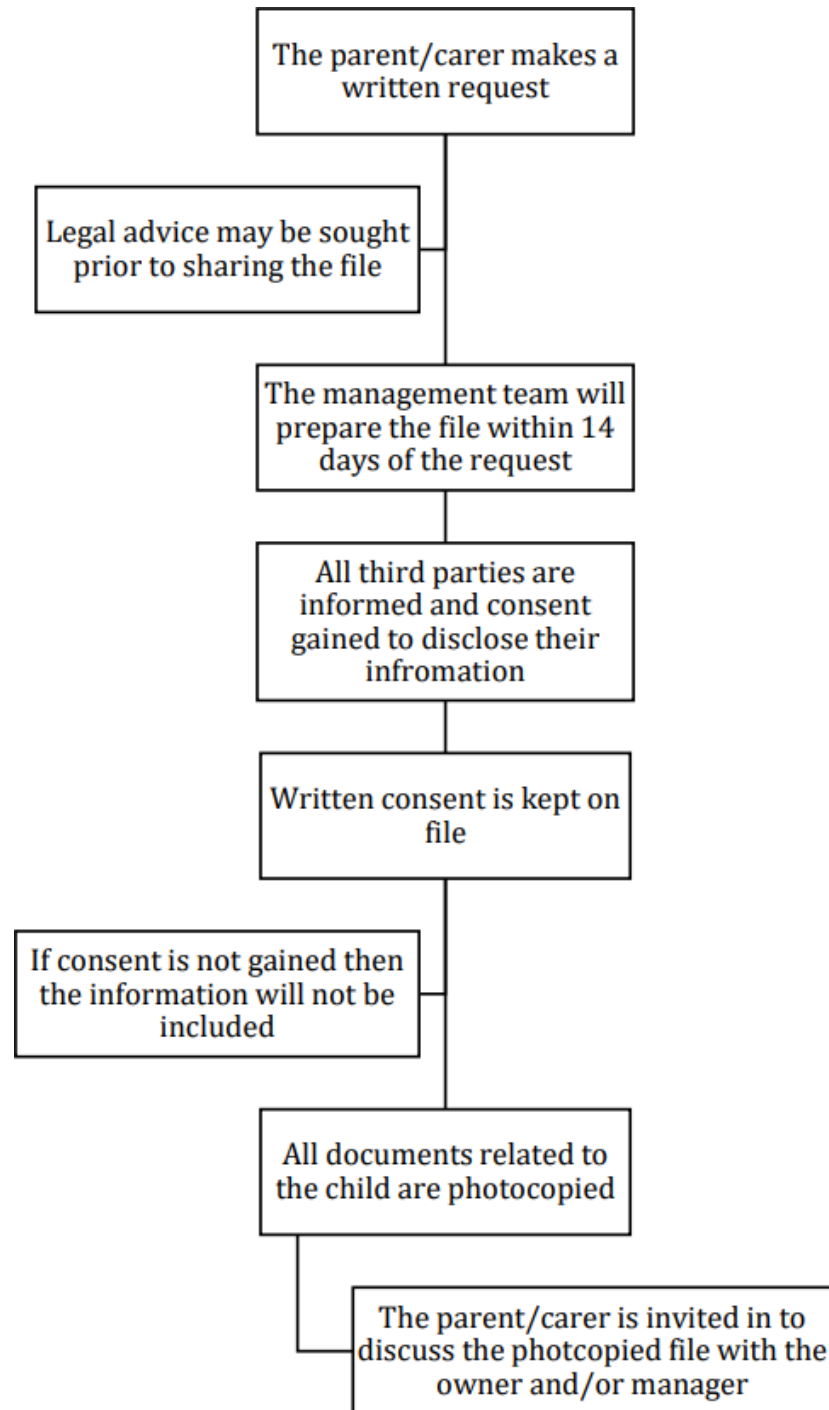 The parent/carer makes a
written request
Legal advice may be sought
prior to sharing the file
The management team will
prepare the file within 14
days of the request
All third parties are
informed and consent
gained to disclose their
infromation
Written consent is kept on
file
If consent is not gained then
the information will not be
included
All documents related to
the child are photocopied
The parent/carer is invited in to
discuss the photcopied file with the
owner and/or manager